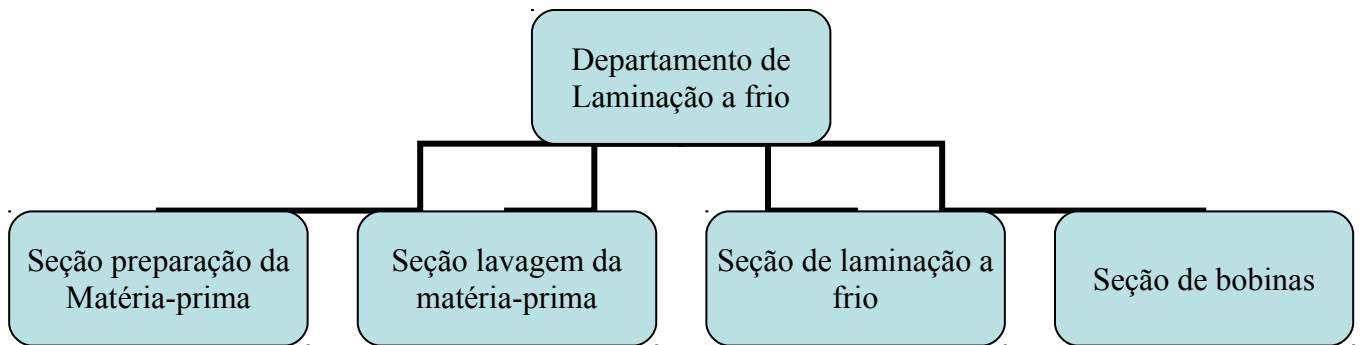 Departamento de
Laminação a frio
Seção preparação da
Matéria-prima
Seção lavagem da
matéria-prima
Seção de laminação a
frio
Seção de bobinas